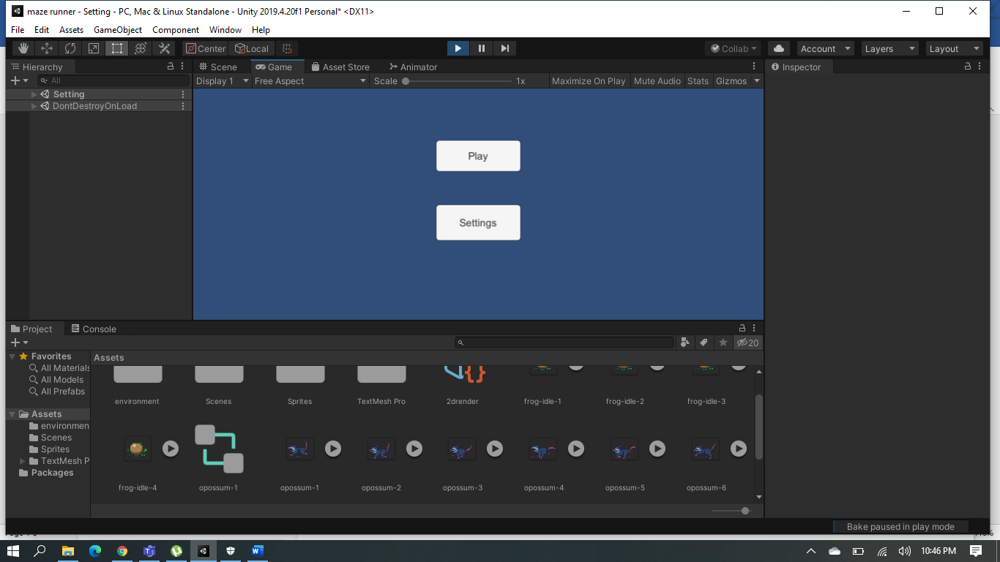 maze runner - Setting - PC, Mac & Linux Standalone - Unity 2019.4.20f1 Personal* <DX11>
File Edit Assets GameObject Component Window Help
Center Local Collab Account Layers Layout
Hierarchy Scene Game Asset Store Animator Inspector
All Display 1 Free Aspect Scale 1x Maximize On Play Mute Audio Stats Gizmos
Setting
DontDestroyOnLoad
Play
Settings
Project Console
20
Favorites Assets
All Materials
All Models
All Prefabs
environment Scenes Sprites TextMesh Pro 2drender frog-idle-1 frog-idle-2 frog-idle-3
Assets
environmen
Scenes
Sprites
TextMesh P
Packages
frog-idle-4 opossum-1 opossum-1 opossum-2 opossum-3 opossum-4 opossum-5 opossum-6
Bake paused in play mode
10:46 PM